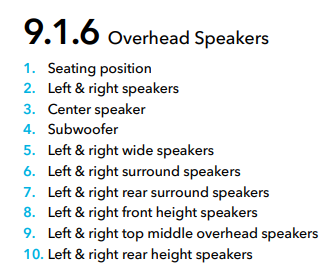 9.1.6 Overhead Speakers
1. Seating position
2. Left & right speakers
3. Center speaker
4. Subwoofer
5. Left & right wide speakers
6. Left & right surround speakers
7. Left & right rear surround speakers
8. Left & right front height speakers
9. Left & right top middle overhead speakers
10. Left & right rear height speakers